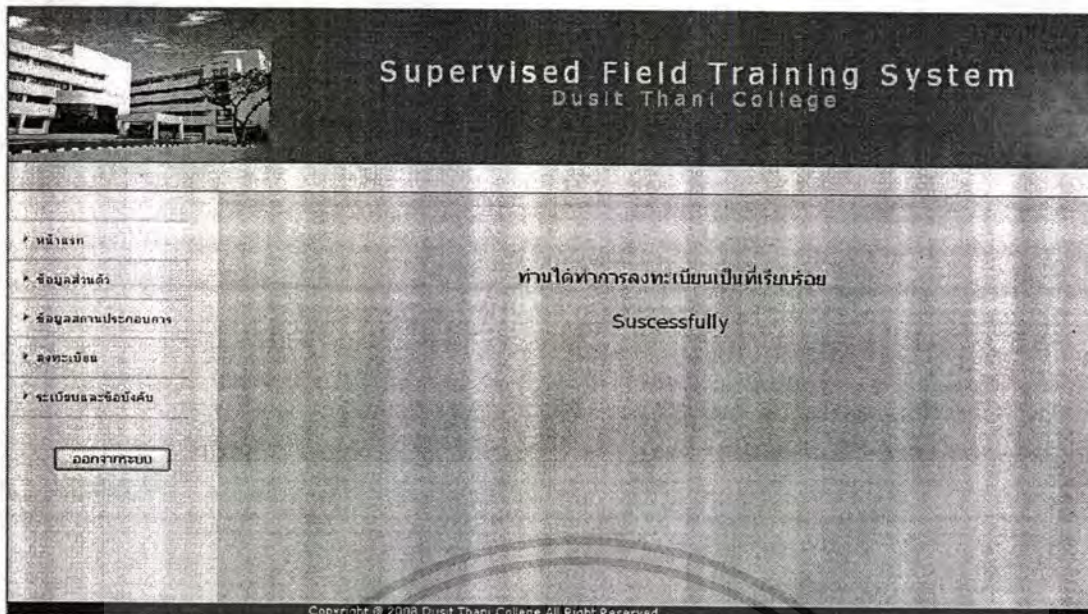 Supervised Field Training System
Dusit Thani College
หน้าแรก
ข้อมูลส่วนตัว
ข้อมูลสถานประกอบการ
ลงทะเบียน
ระเบียบและข้อบังคับ
ออกจากระบบ
ท่านได้ทำการลงทะเบียนเป็นที่เรียบร้อย
Suscessfully
Copyright @ 2008 Dusit Thani College All Right Reserved